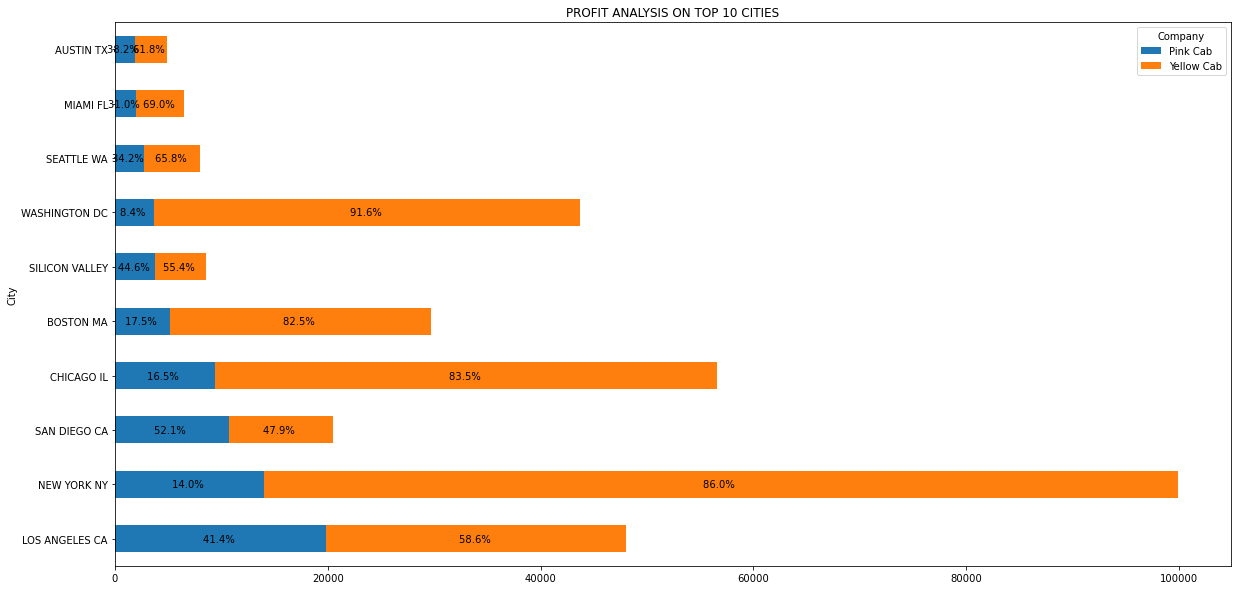 PROFIT ANALYSIS ON TOP 10 CITIES
Company
Pink Cab
Yellow Cab
City
AUSTIN TX 38.2% 61.8%
MIAMI FL 31.0% 69.0%
SEATTLE WA 34.2% 65.8%
WASHINGTON DC 8.4% 91.6%
SILICON VALLEY 44.6% 55.4%
BOSTON MA 17.5% 82.5%
CHICAGO IL 16.5% 83.5%
SAN DIEGO CA 52.1% 47.9%
NEW YORK NY 14.0% 86.0%
LOS ANGELES CA 41.4% 58.6%
0 20000 40000 60000 80000 100000